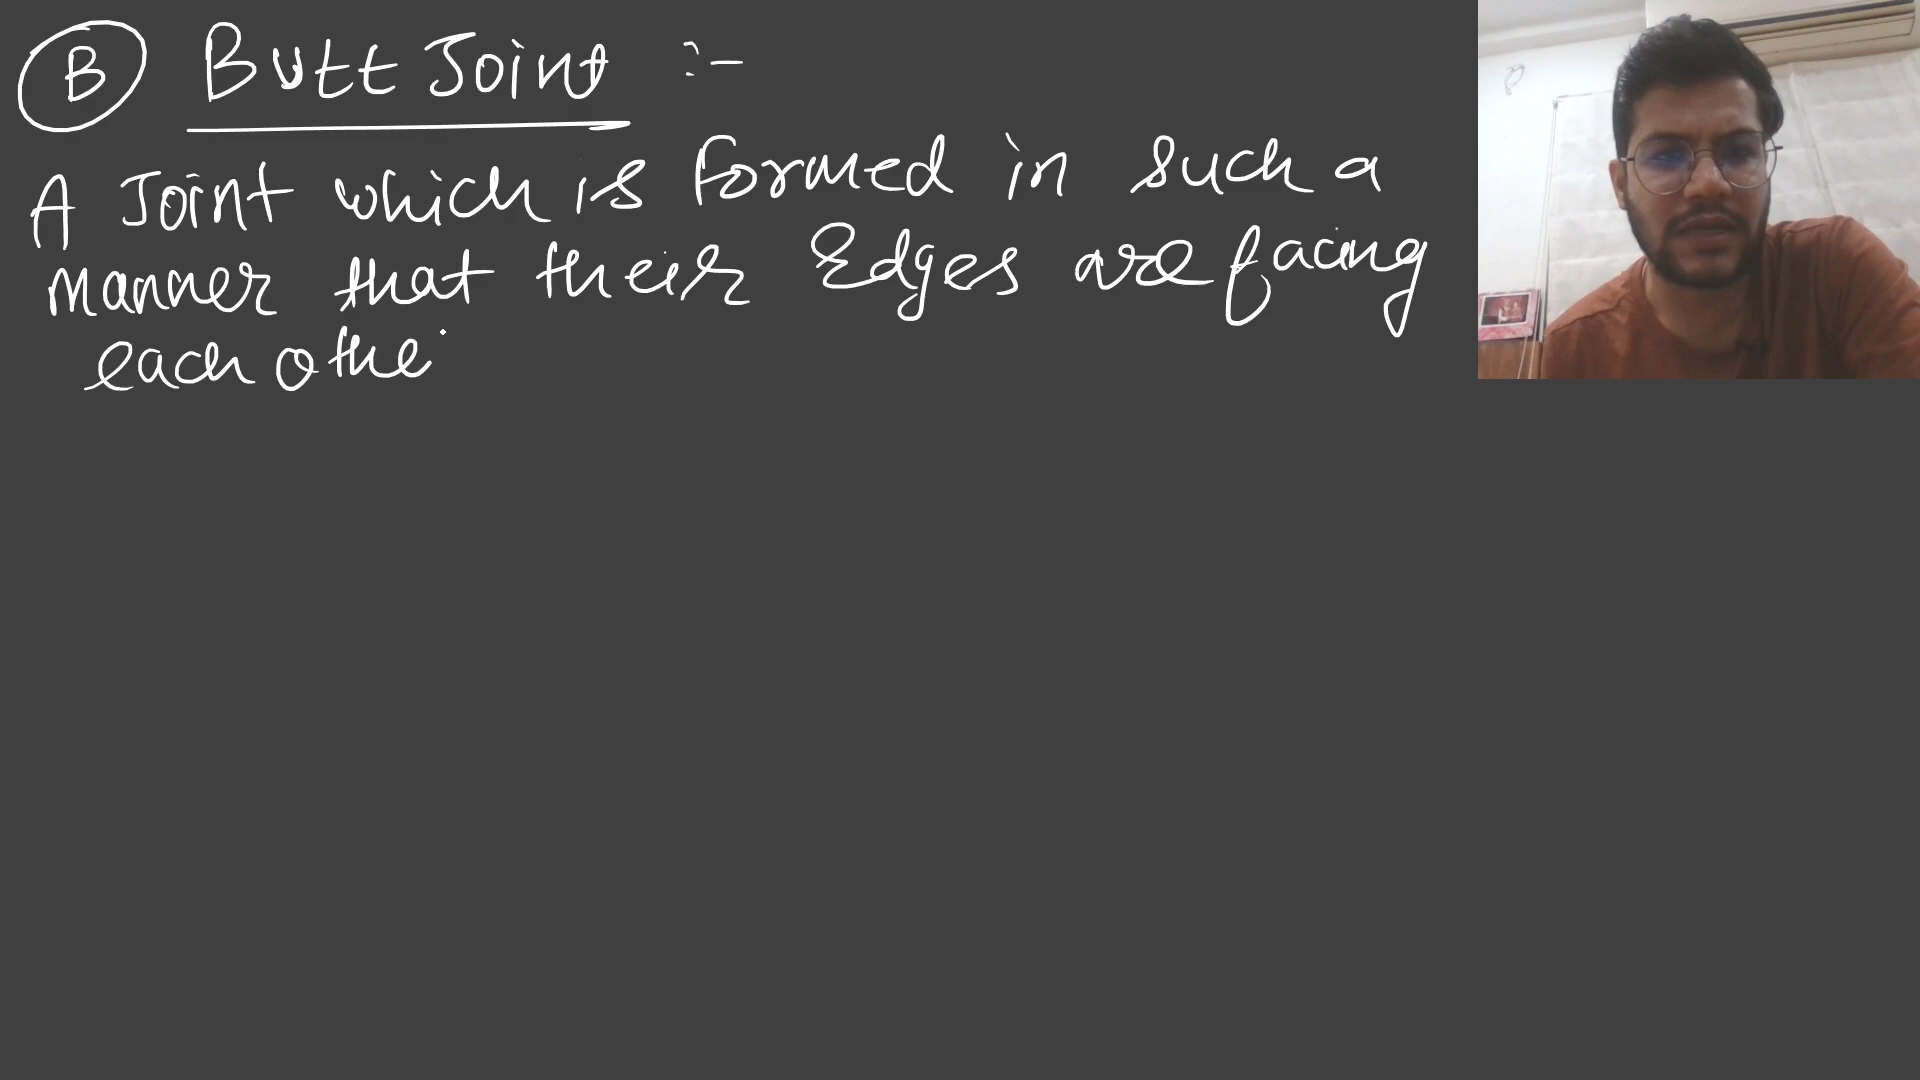 B Butt Joint :-
A Joint which is formed in such a
manner that their Edges are facing
each othe